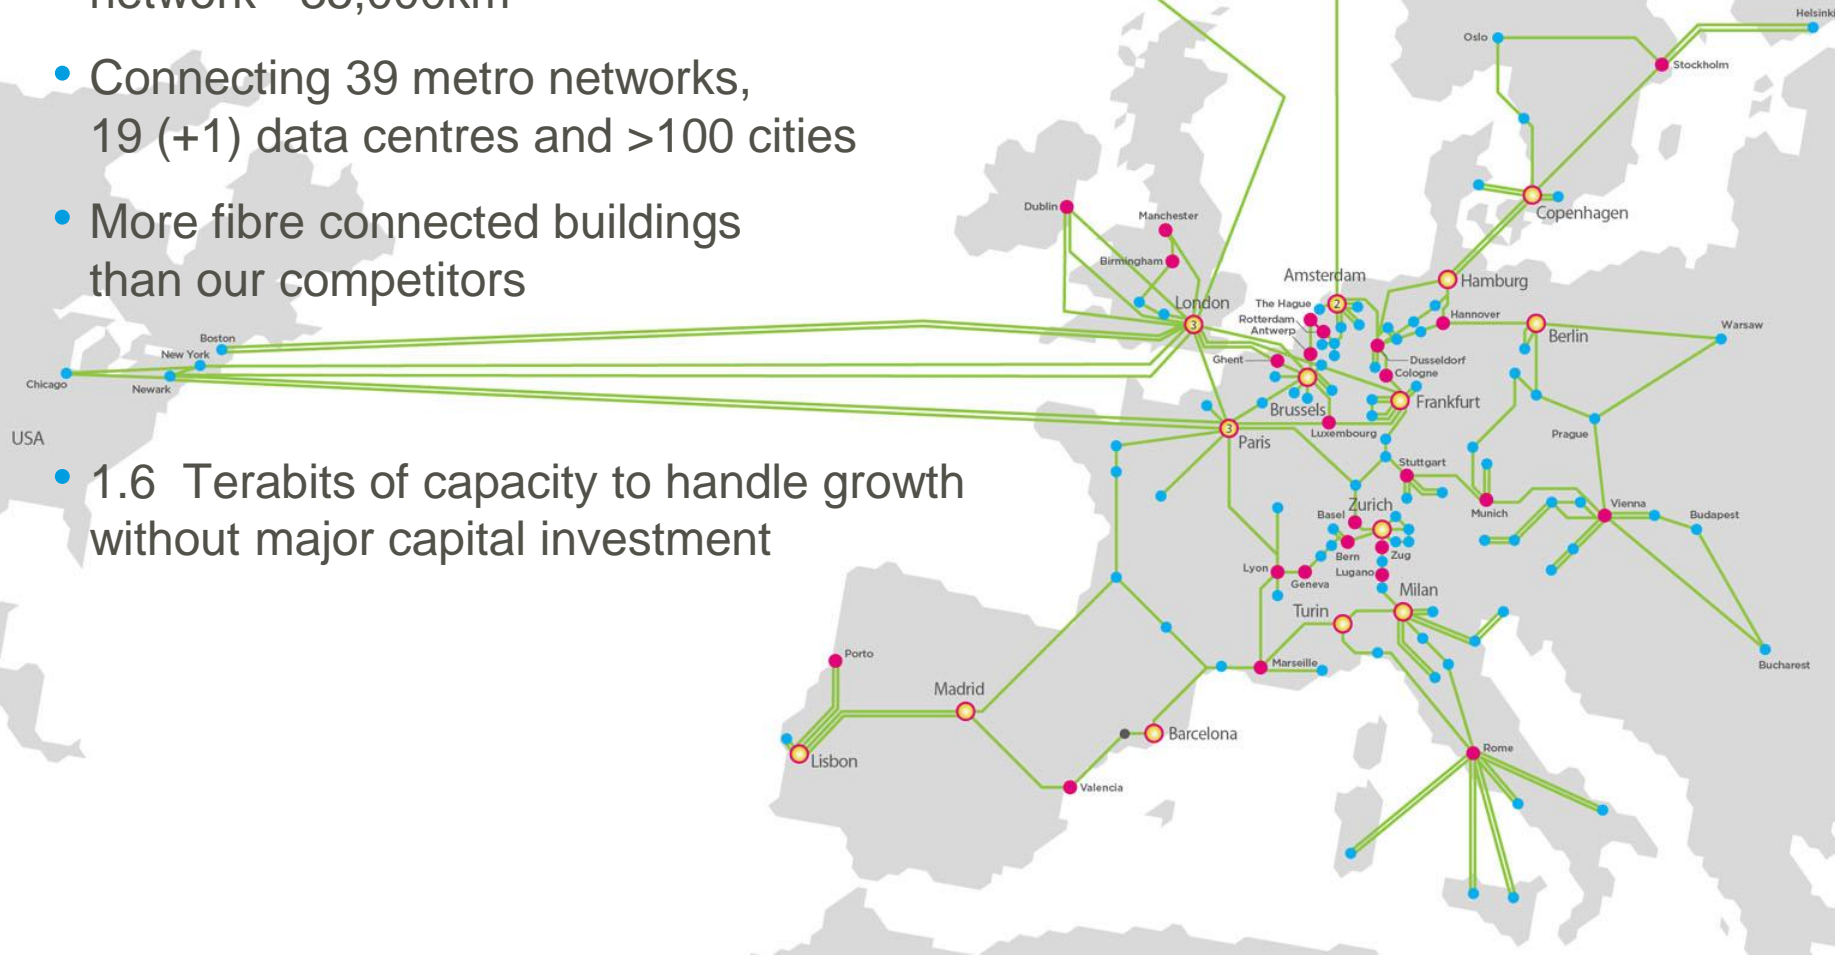 • Connecting 39 metro networks,
19 (+1) data centres and >100 cities
• More fibre connected buildings
than our competitors
• 1.6  Terabits of capacity to handle growth
without major capital investment
USA
Chicago
Boston
New York
Newark
Helsinki
Oslo
Stockholm
Copenhagen
Dublin
Manchester
Birmingham
London
3
Amsterdam
2
The Hague
Rotterdam
Antwerp
Ghent
Brussels
Hamburg
Hannover
Berlin
Warsaw
Dusseldorf
Cologne
Frankfurt
Luxembourg
Paris
3
Prague
Stuttgart
Munich
Vienna
Budapest
Zurich
Basel
Bern
Zug
Lugano
Lyon
Geneva
Milan
Turin
Marseille
Bucharest
Porto
Madrid
Lisbon
Barcelona
Valencia
Rome